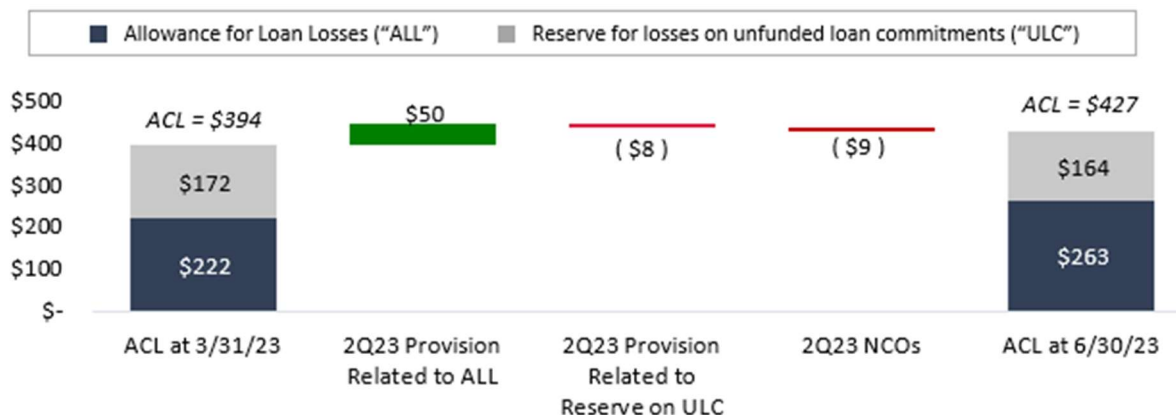 Allowance for Loan Losses (“ALL”)
Reserve for losses on unfunded loan commitments (“ULC”)
$500
$400
$300
$200
$100
$-
ACL = $394
$172
$222
$50
( $8 )
( $9 )
ACL = $427
$164
$263
ACL at 3/31/23
2Q23 Provision
Related to ALL
2Q23 Provision
Related to
Reserve on ULC
2Q23 NCOs
ACL at 6/30/23